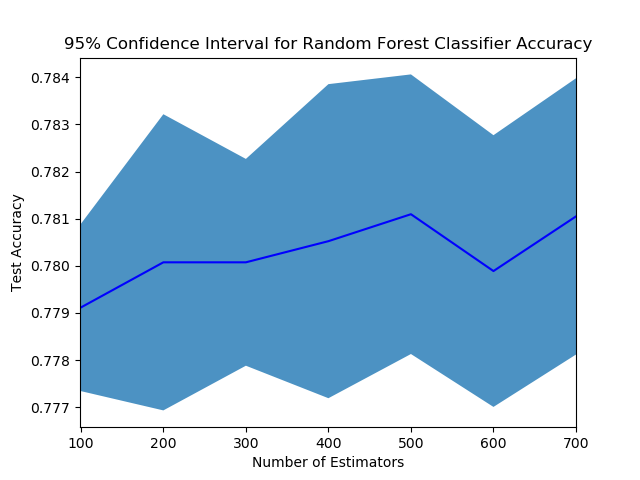 95% Confidence Interval for Random Forest Classifier Accuracy
0.784
0.783
0.782
0.781
0.780
0.779
0.778
0.777
Test Accuracy
100 200 300 400 500 600 700
Number of Estimators